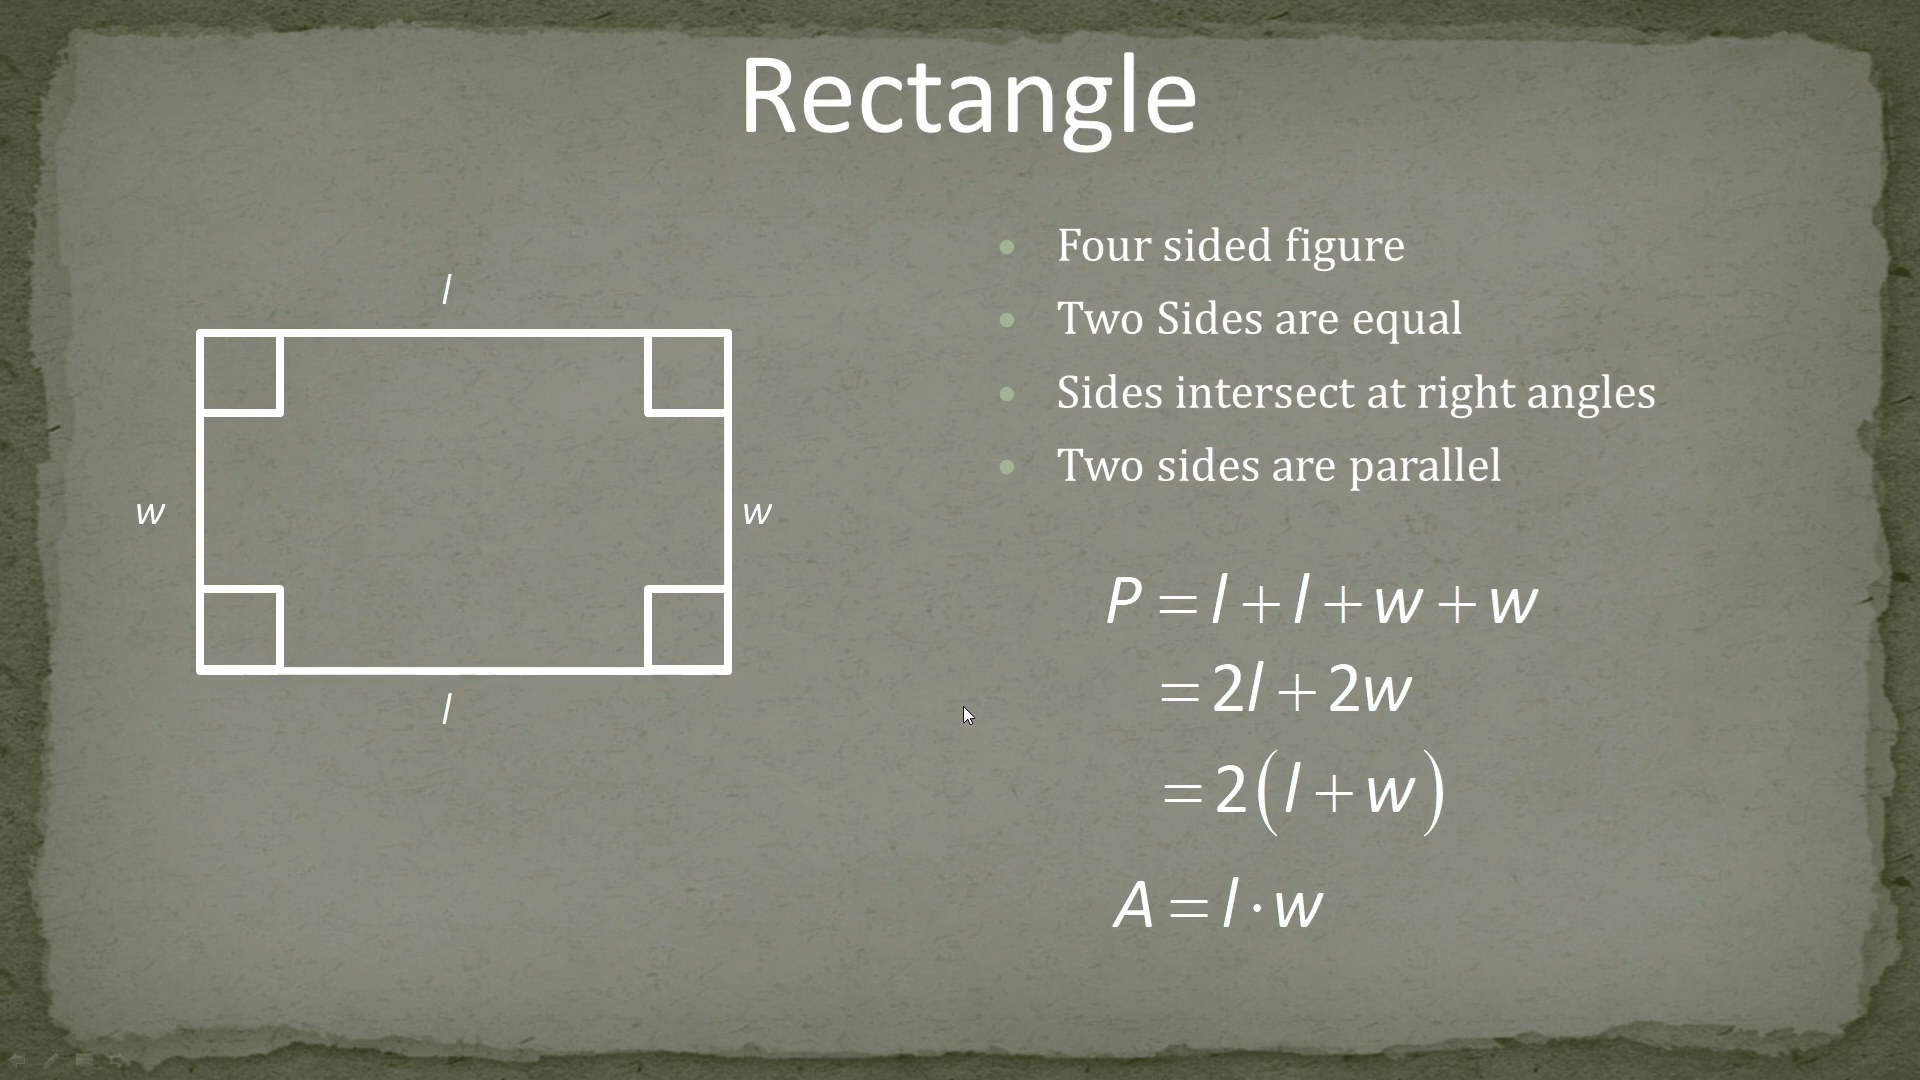 Rectangle
l
w
w
l
Four sided figure
Two Sides are equal
Sides intersect at right angles
Two sides are parallel
P = l + l + w + w
= 2l + 2w
= 2(l + w)
A = l · w